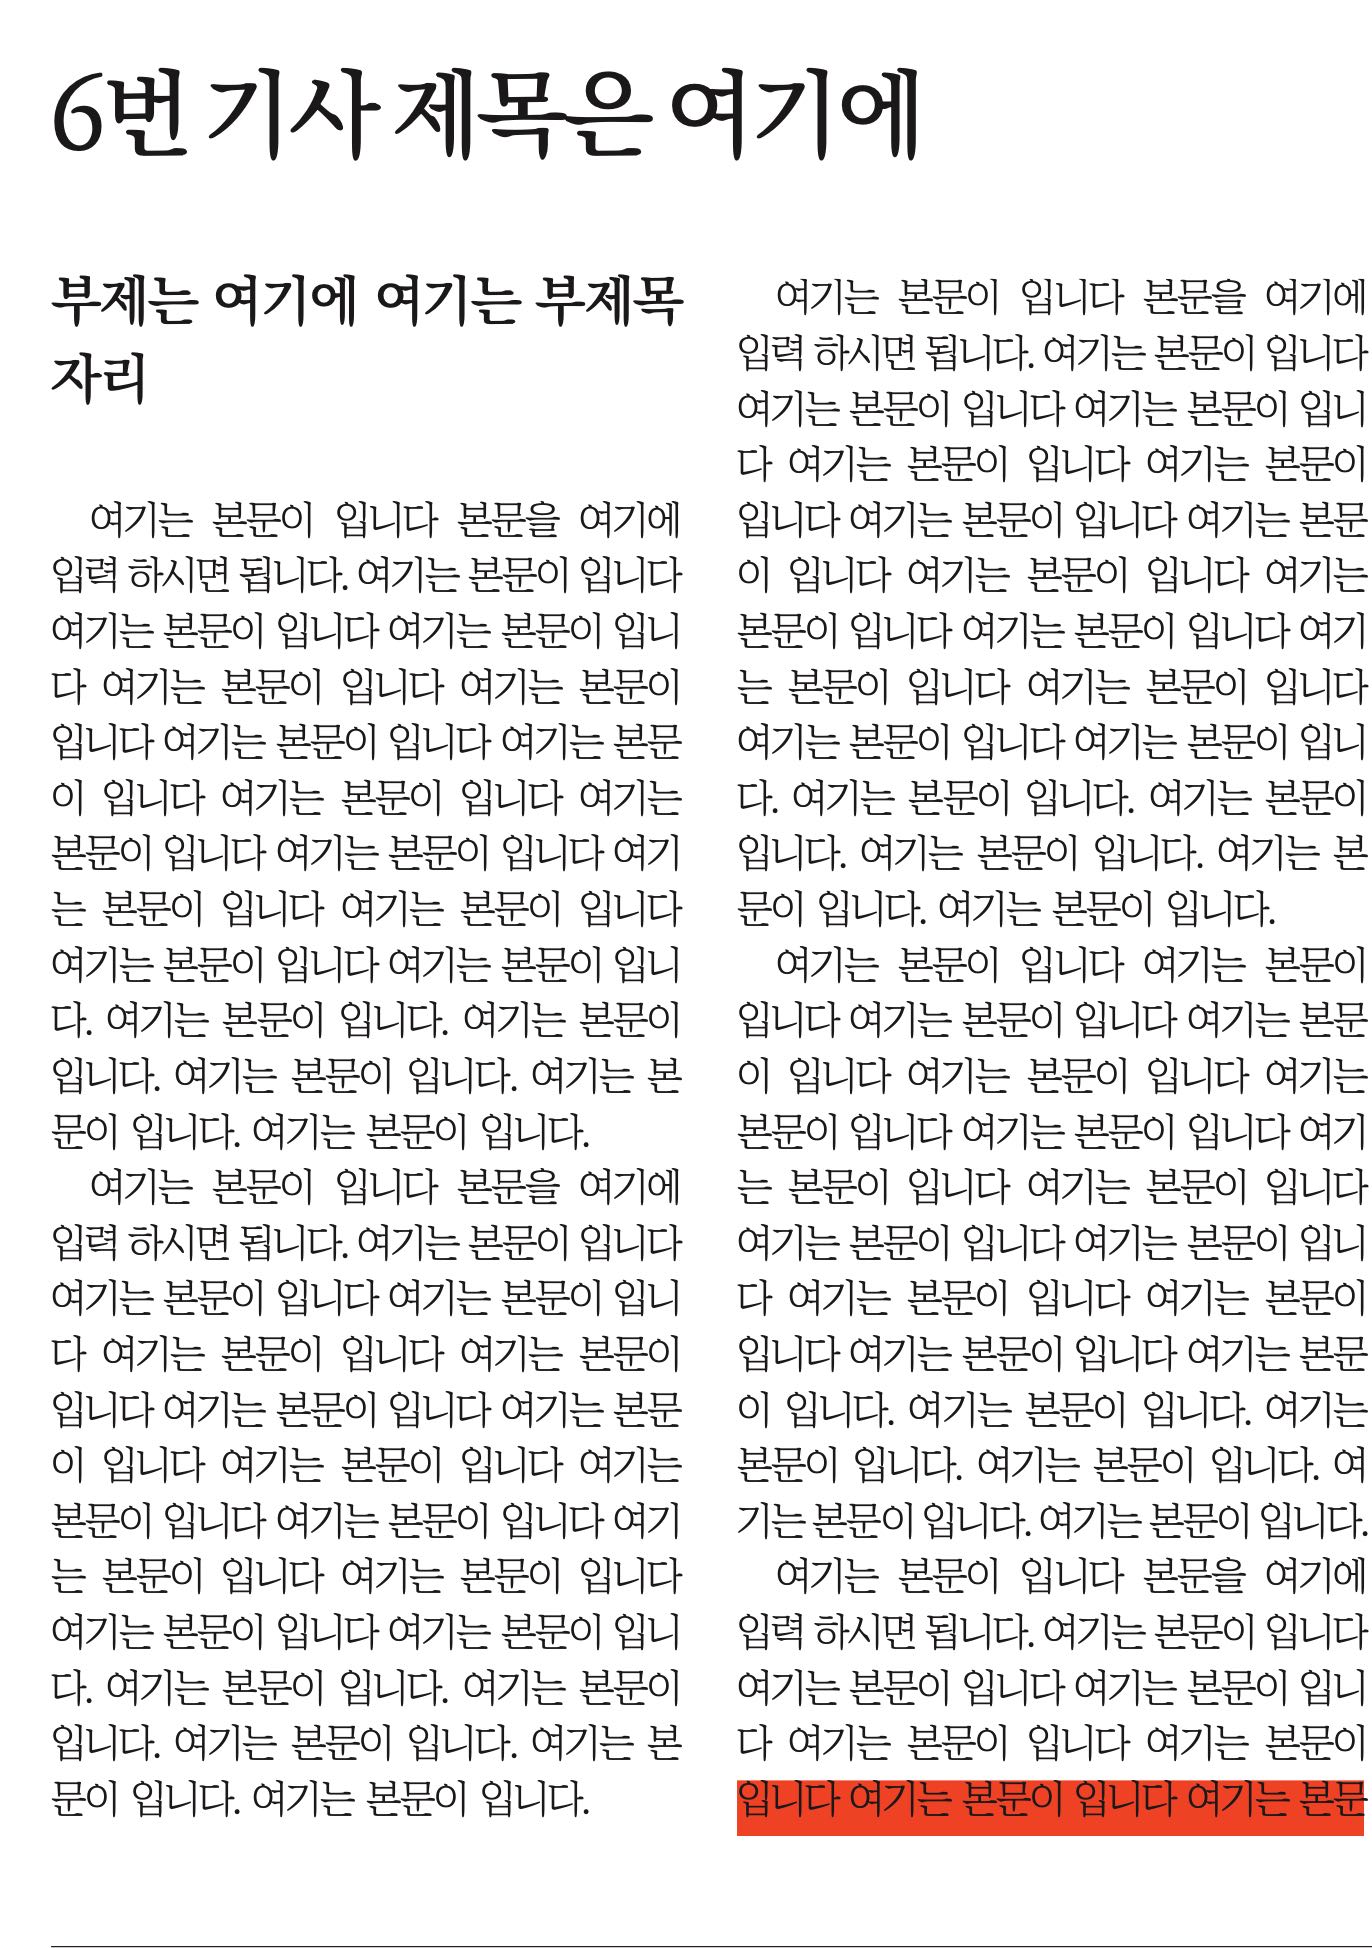 6번 기사 제목은 여기에
부제는 여기에 여기는 부제목
자리
여기는 본문이 입니다 본문을 여기에
입력 하시면 됩니다. 여기는 본문이 입니다
여기는 본문이 입니다 여기는 본문이 입니
다 여기는 본문이 입니다 여기는 본문이
입니다 여기는 본문이 입니다 여기는 본문
이 입니다 여기는 본문이 입니다 여기는
본문이 입니다 여기는 본문이 입니다 여기
는 본문이 입니다 여기는 본문이 입니다
여기는 본문이 입니다 여기는 본문이 입니
다. 여기는 본문이 입니다. 여기는 본문이
입니다. 여기는 본문이 입니다. 여기는 본
문이 입니다. 여기는 본문이 입니다.
여기는 본문이 입니다 본문을 여기에
입력 하시면 됩니다. 여기는 본문이 입니다
여기는 본문이 입니다 여기는 본문이 입니
다 여기는 본문이 입니다 여기는 본문이
입니다 여기는 본문이 입니다 여기는 본문
이 입니다 여기는 본문이 입니다 여기는
본문이 입니다 여기는 본문이 입니다 여기
는 본문이 입니다 여기는 본문이 입니다
여기는 본문이 입니다 여기는 본문이 입니
다. 여기는 본문이 입니다. 여기는 본문이
입니다. 여기는 본문이 입니다. 여기는 본
문이 입니다. 여기는 본문이 입니다.
여기는 본문이 입니다 본문을 여기에
입력 하시면 됩니다. 여기는 본문이 입니다
여기는 본문이 입니다 여기는 본문이 입니
다 여기는 본문이 입니다 여기는 본문이
입니다 여기는 본문이 입니다 여기는 본문
이 입니다 여기는 본문이 입니다 여기는
본문이 입니다 여기는 본문이 입니다 여기
는 본문이 입니다 여기는 본문이 입니다
여기는 본문이 입니다 여기는 본문이 입니
다. 여기는 본문이 입니다. 여기는 본문이
입니다. 여기는 본문이 입니다. 여기는 본
문이 입니다. 여기는 본문이 입니다.
여기는 본문이 입니다 여기는 본문이
입니다 여기는 본문이 입니다 여기는 본문
이 입니다 여기는 본문이 입니다 여기는
본문이 입니다 여기는 본문이 입니다 여기
는 본문이 입니다 여기는 본문이 입니다
여기는 본문이 입니다 여기는 본문이 입니
다 여기는 본문이 입니다 여기는 본문이
입니다 여기는 본문이 입니다 여기는 본문
이 입니다. 여기는 본문이 입니다. 여기는
본문이 입니다. 여기는 본문이 입니다. 여
기는 본문이 입니다. 여기는 본문이 입니다.
여기는 본문이 입니다 본문을 여기에
입력 하시면 됩니다. 여기는 본문이 입니다
여기는 본문이 입니다 여기는 본문이 입니
다 여기는 본문이 입니다 여기는 본문이
입니다 여기는 본문이 입니다 여기는 본문